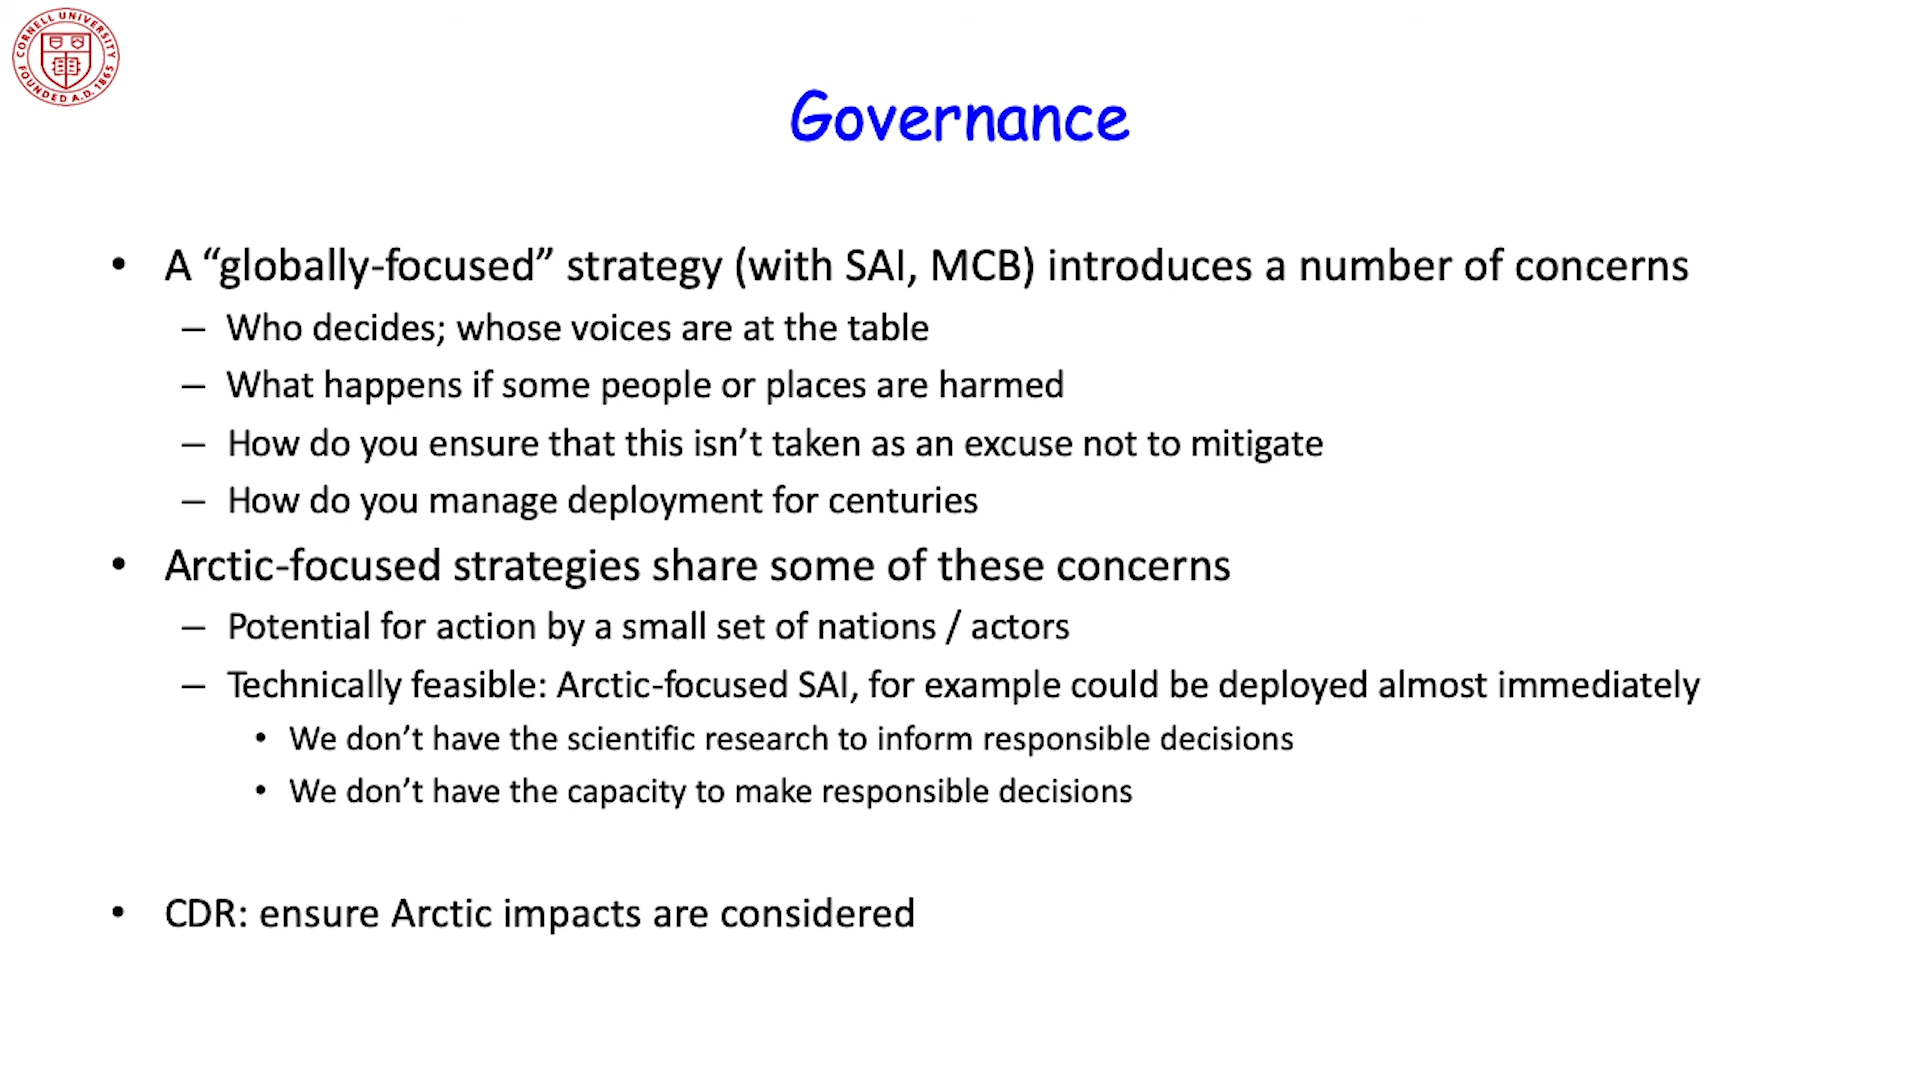 CORNELL UNIVERSITY
FOUNDED A.D. 1865
Governance
• A “globally-focused” strategy (with SAI, MCB) introduces a number of concerns
– Who decides; whose voices are at the table
– What happens if some people or places are harmed
– How do you ensure that this isn’t taken as an excuse not to mitigate
– How do you manage deployment for centuries
• Arctic-focused strategies share some of these concerns
– Potential for action by a small set of nations / actors
– Technically feasible: Arctic-focused SAI, for example could be deployed almost immediately
• We don’t have the scientific research to inform responsible decisions
• We don’t have the capacity to make responsible decisions
• CDR: ensure Arctic impacts are considered